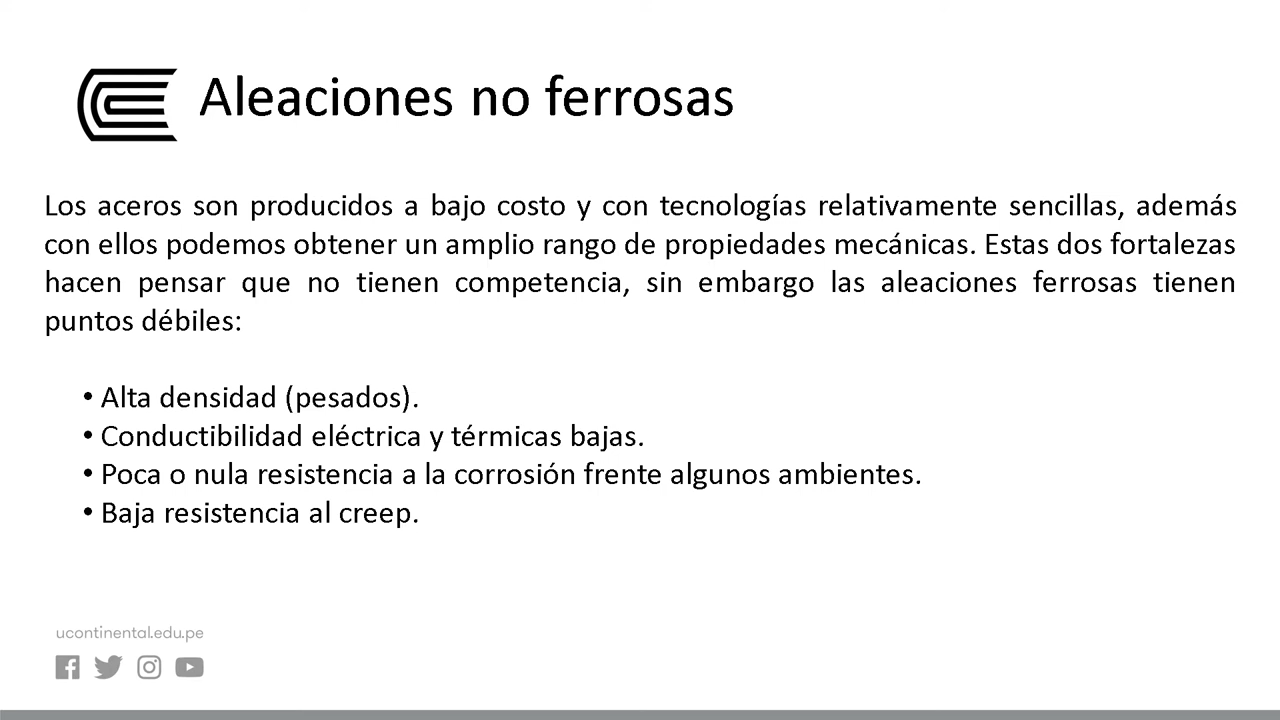 Aleaciones no ferrosas
Los aceros son producidos a bajo costo y con tecnologías relativamente sencillas, además
con ellos podemos obtener un amplio rango de propiedades mecánicas. Estas dos fortalezas
hacen pensar que no tienen competencia, sin embargo las aleaciones ferrosas tienen
puntos débiles:
• Alta densidad (pesados).
• Conductibilidad eléctrica y térmicas bajas.
• Poca o nula resistencia a la corrosión frente algunos ambientes.
• Baja resistencia al creep.
ucontinental.edu.pe